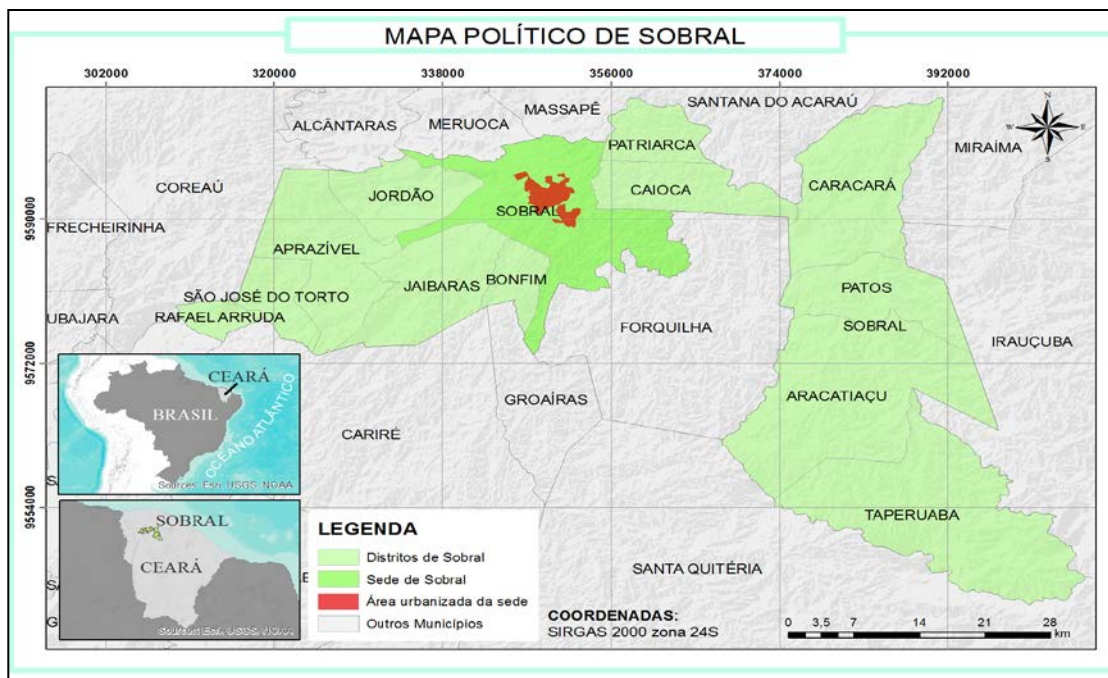 MAPA POLÍTICO DE SOBRAL
302000
320000
338000
356000
374000
392000
MASSAPÊ
SANTANA DO ACARAÚ
ALCÂNTARAS
MERUOCA
N
W
E
S
PATRIARCA
MIRAÍMA
COREAÚ
JORDÃO
CAIOCA
CARACARÁ
SOBRAL
9590000
FRECHEIRINHA
APRAZÍVEL
JAIBARAS
BONFIM
PATOS
SÃO JOSÉ DO TORTO
UBAJARA
RAFAEL ARRUDA
FORQUILHA
SOBRAL
IRAUÇUBA
9572000
CEARÁ
BRASIL
OCEANO ATLÂNTICO
Sources: Esri, USGS, NOAA
GROAÍRAS
ARACATIAÇU
CARIRÉ
9554000
TAPERUABA
SOBRAL
CEARÁ
Sources: Esri, USGS, NOAA
SANTA QUITÉRIA
LEGENDA
Distritos de Sobral
Sede de Sobral
Área urbanizada da sede
Outros Municípios
COORDENADAS:
SIRGAS 2000 zona 24S
0 3,5 7 14 21 28
km